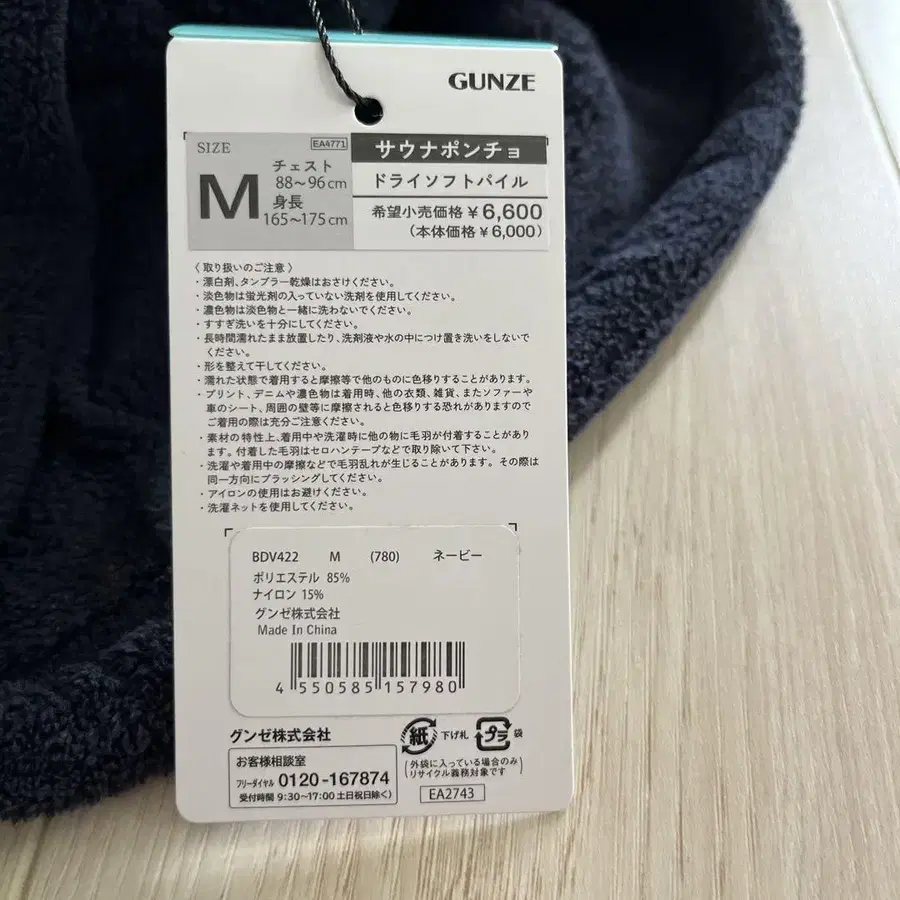 GUNZE
SIZE
EA4771
M
チェスト
88〜96cm
身長
165〜175cm
サウナポンチョ
ドライソフトパイル
希望小売価格¥6,600
(本体価格¥6,000)
〈取り扱いのご注意〉
・漂白剤、タンブラー乾燥はおさけください。
・淡色物は蛍光剤の入っていない洗剤を使用してください。
・濃色物は淡色物と一緒に洗わないでください。
・すすぎ洗いを十分にしてください。
・長時間濡れたまま放置したり、洗剤液や水の中につけ置き洗いをしないで
ください。
・形を整えて干してください。
・濡れた状態で着用すると摩擦等で他のものに色移りすることがあります。
・プリント、デニムや濃色物は着用時、他の衣類、雑貨、またソファーや
車のシート、周囲の壁等に摩擦されると色移りする恐れがありますので
ご着用の際は充分ご注意ください。
・素材の特性上、着用中や洗濯時に他の物に毛羽が付着することがあり
ます。付着した毛羽はセロハンテープなどで取り除いて下さい。
・洗濯や着用中の摩擦などで毛羽乱れが生じることがあります。その際は
同一方向にブラッシングしてください。
・アイロンの使用はお避けください。
・洗濯ネットを使用してください。
BDV422 M (780) ネービー
ポリエステル 85%
ナイロン 15%
グンゼ株式会社
Made In China
4 550585 157980
グンゼ株式会社
お客様相談室
フリーダイヤル 0120-167874
受付時間 9:30〜17:00 土日祝日除く)
紙 下げ札 プラ 袋
(外袋に入っている場合のみ
リサイクル義務対象です)
EA2743